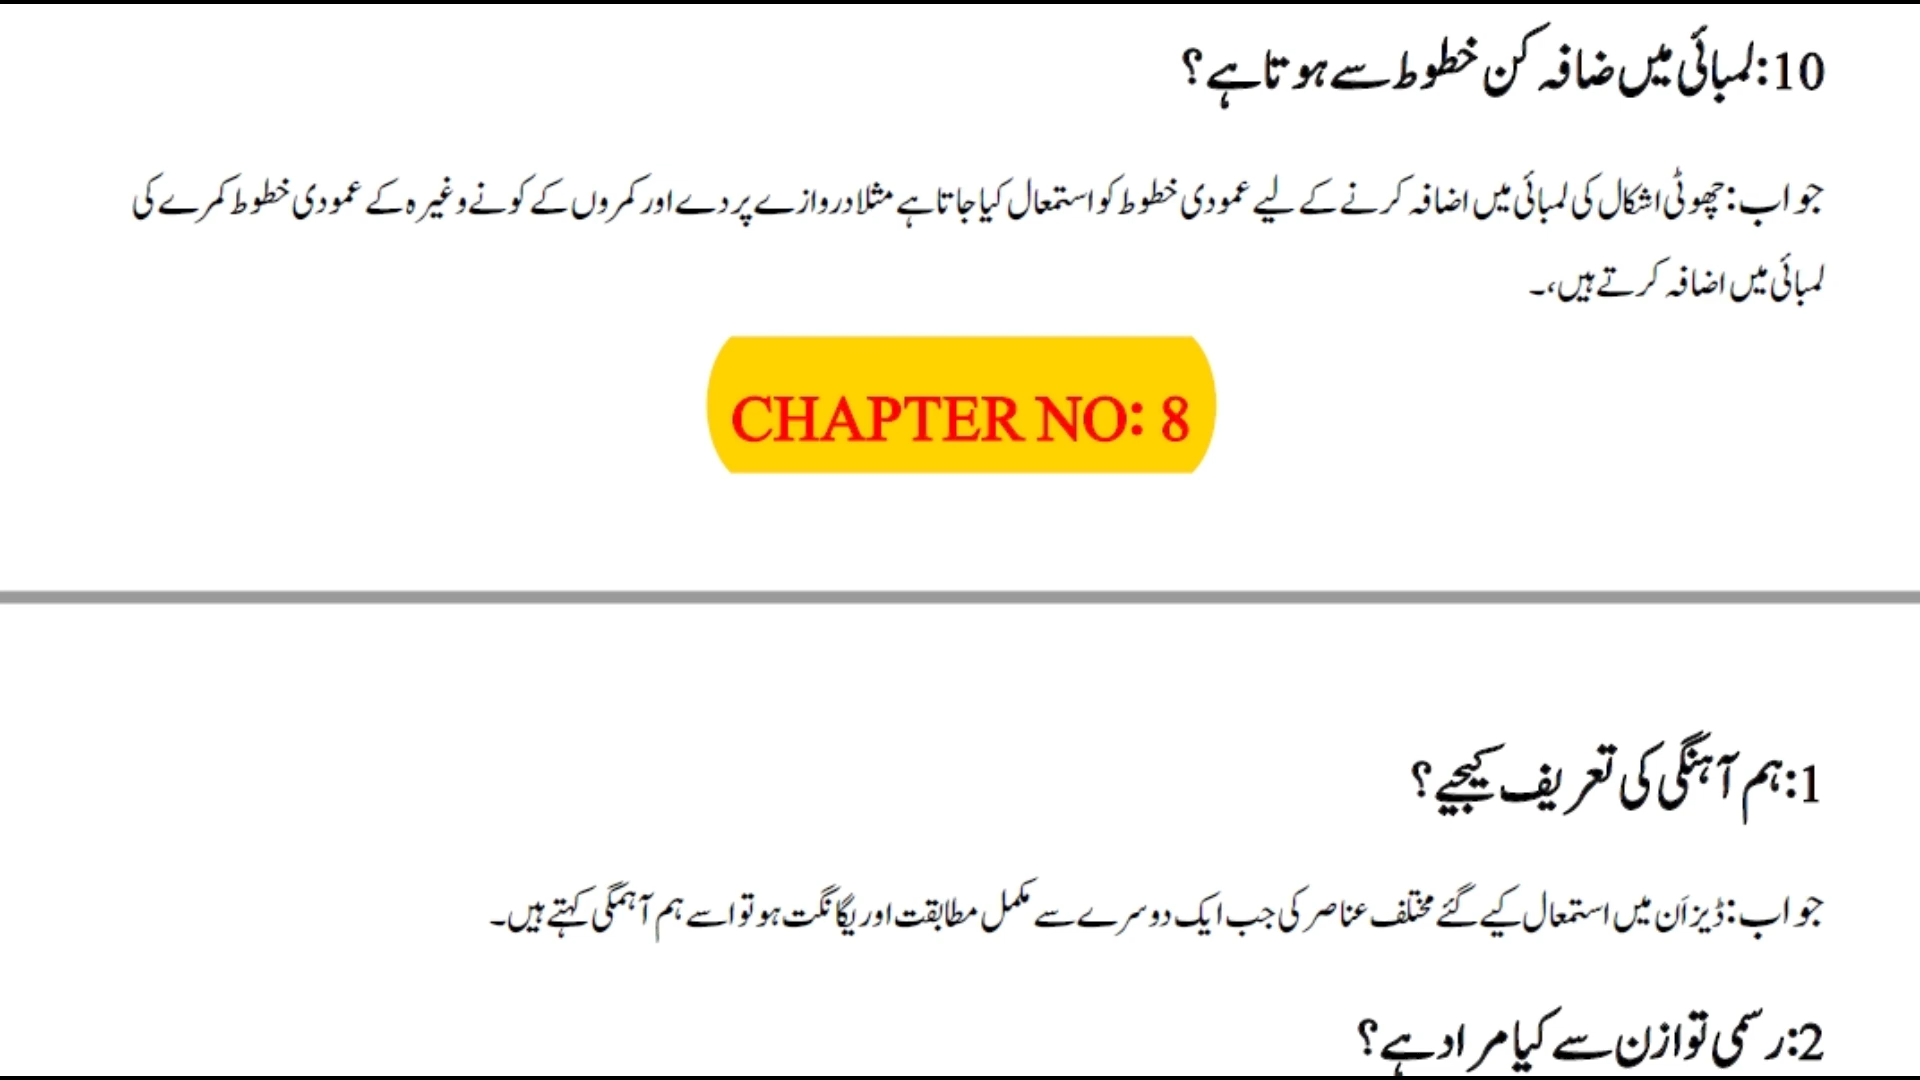 10:لمبائی میں ضافہ کن خطوط سے ہوتا ہے؟
جواب:چھوٹی اشکال کی لمبائی میں اضافہ کرنے کے لیے عمودی خطوط کو استمعال کیا جاتا ہے مثلا دروازے پردے اور کمروں کے کونے وغیرہ کے عمودی خطوط کمرے کی
لمبائی میں اضافہ کرتے ہیں،۔
CHAPTER NO: 8
1:ہم آہنگی کی تعریف کیجیے؟
جواب:ڈیزاَن میں استمعال کیے گئے مختلف عناصر کی جب ایک دوسرے سے مکمل مطابقت اور یگانگت ہو تو اسے ہم آہمگی کہتے ہیں۔
2:رسمی توازن سے کیا مراد ہے؟